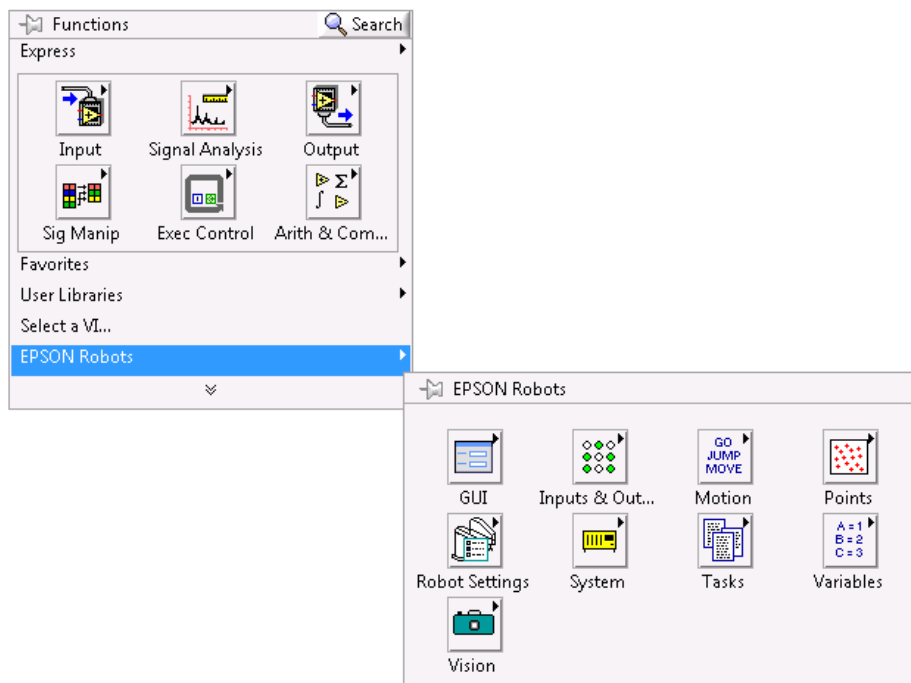 Functions Search
Express
Input Signal Analysis Output
Σ
∫
Sig Manip Exec Control Arith & Com...
Favorites
User Libraries
Select a VI...
EPSON Robots
EPSON Robots
GO
JUMP
MOVE
GUI Inputs & Out... Motion Points
A=1
B=2
C=3
Robot Settings System Tasks Variables
Vision